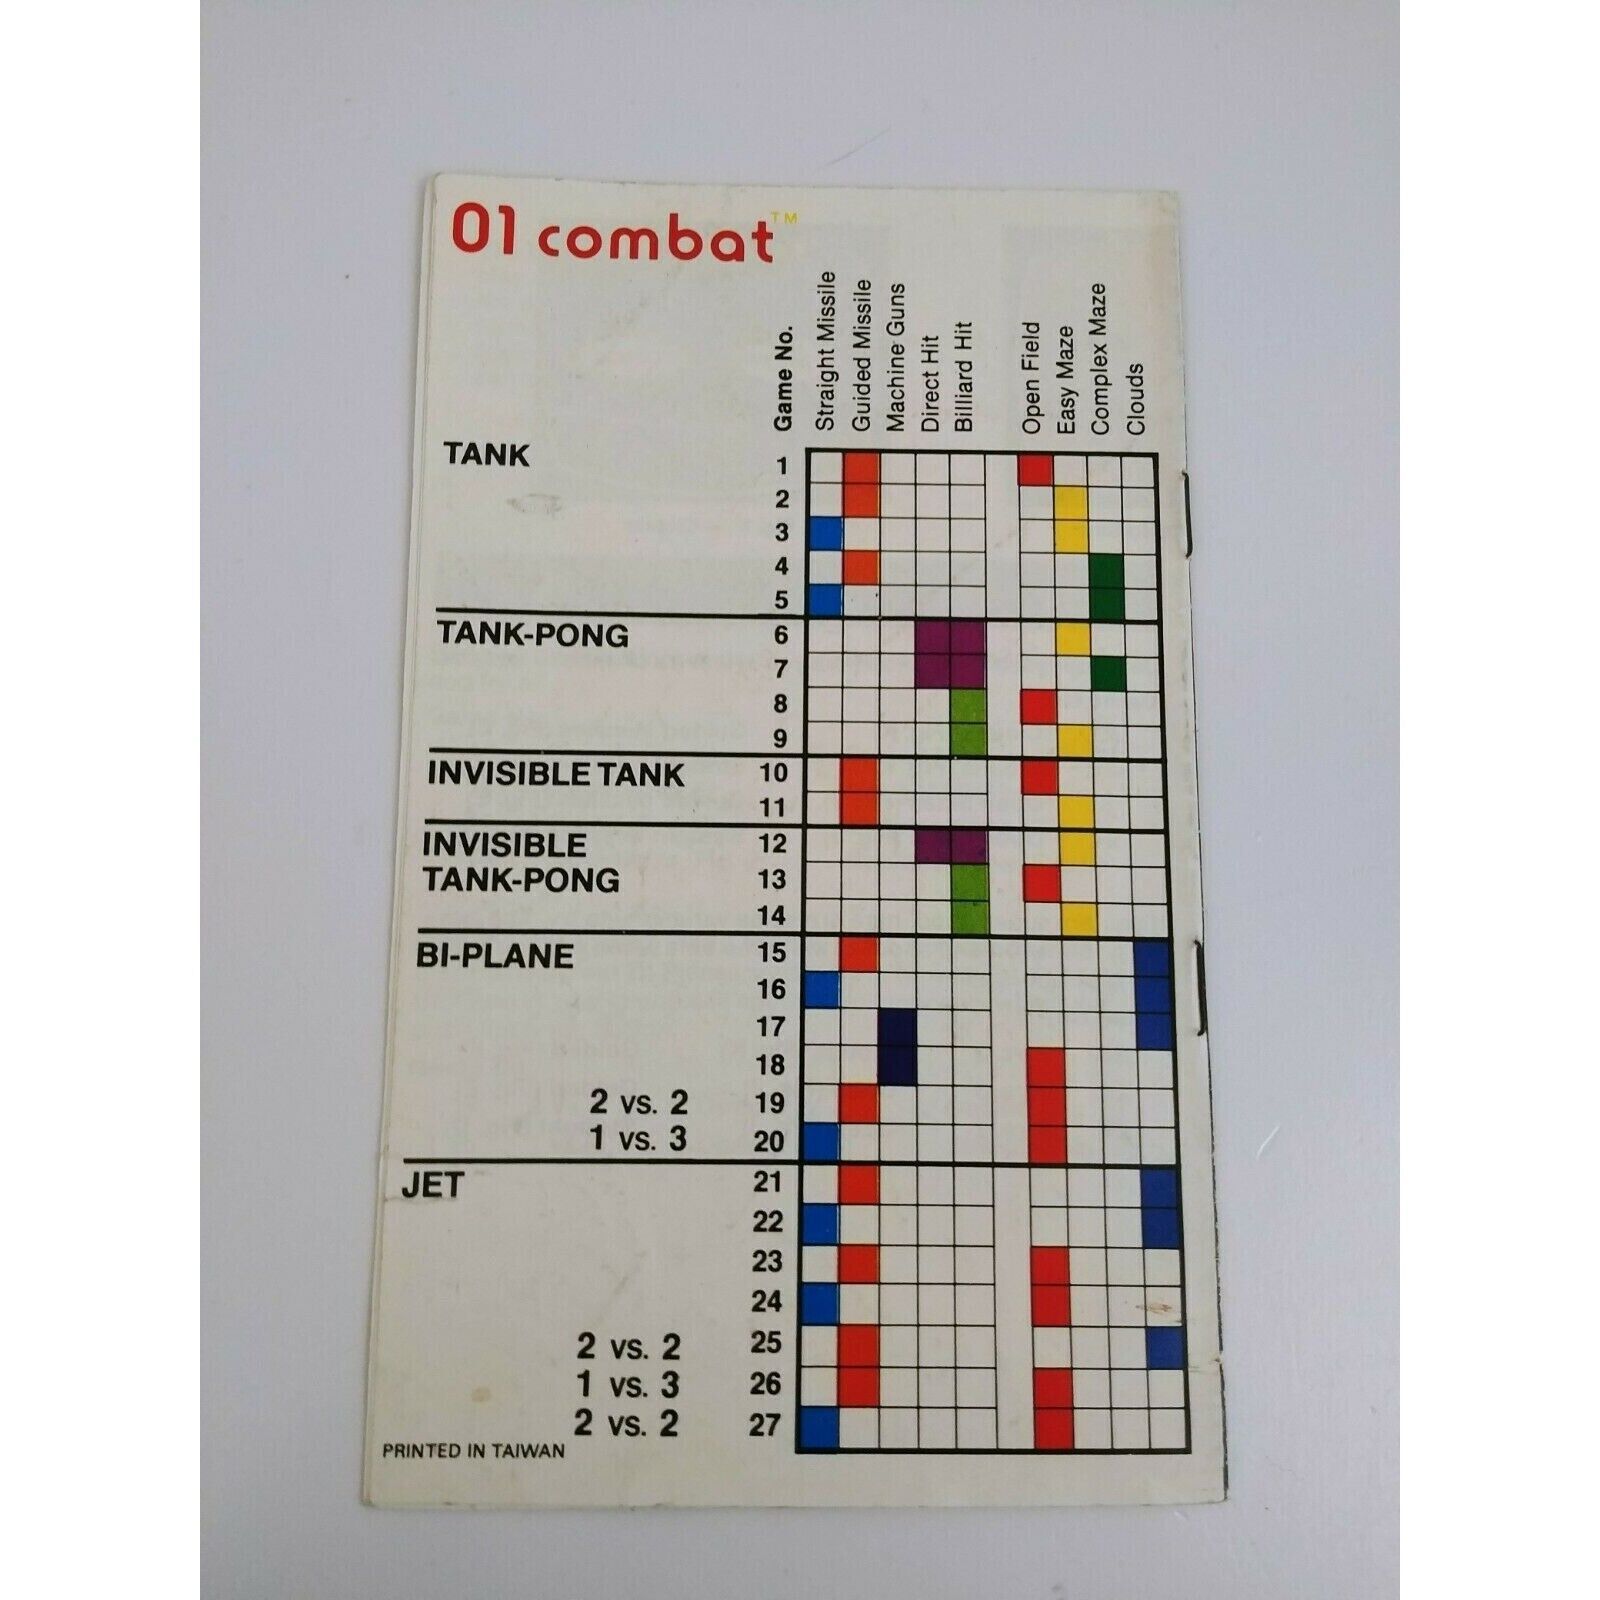 01 combat™
Game No.
Straight Missile
Guided Missile
Machine Guns
Direct Hit
Billiard Hit
Open Field
Easy Maze
Complex Maze
Clouds
TANK 1
2
3
4
5
TANK-PONG 6
7
8
9
INVISIBLE TANK 10
11
INVISIBLE 12
TANK-PONG 13
14
BI-PLANE 15
16
17
18
2 vs. 2 19
1 vs. 3 20
JET 21
22
23
24
2 vs. 2 25
1 vs. 3 26
2 vs. 2 27
PRINTED IN TAIWAN